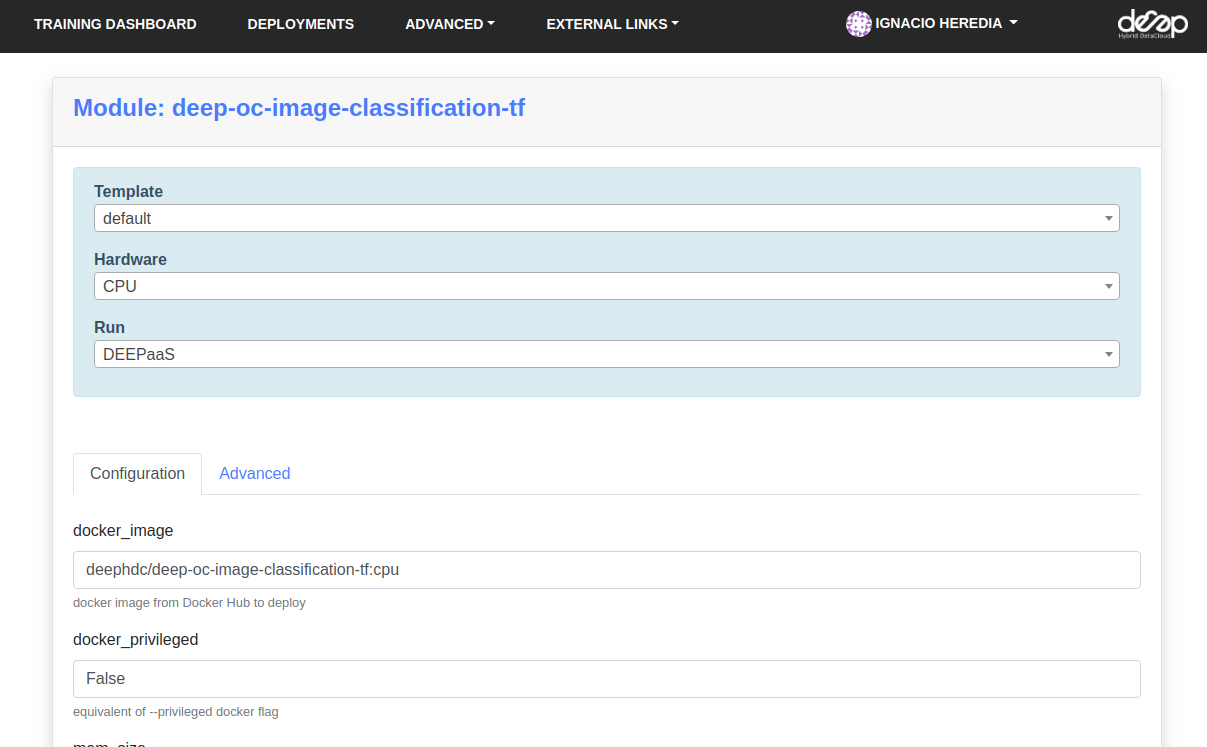 TRAINING DASHBOARD DEPLOYMENTS ADVANCED EXTERNAL LINKS IGNACIO HEREDIA deep
Hybrid DataCloud
Module: deep-oc-image-classification-tf
Template
default
Hardware
CPU
Run
DEEPaaS
Configuration Advanced
docker_image
deephdc/deep-oc-image-classification-tf:cpu
docker image from Docker Hub to deploy
docker_privileged
False
equivalent of --privileged docker flag
mem_size